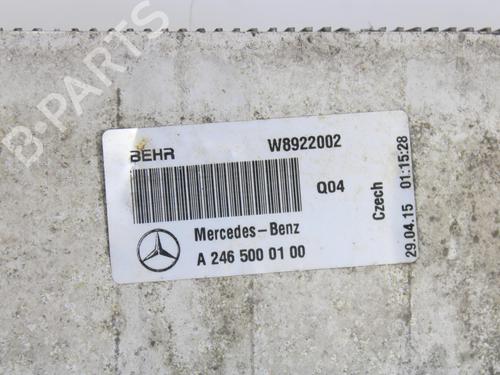 B-PARTS
BEHR W8922002
Q04
Mercedes-Benz
A 246 500 01 00
Czech
29.04.15 01:15:28